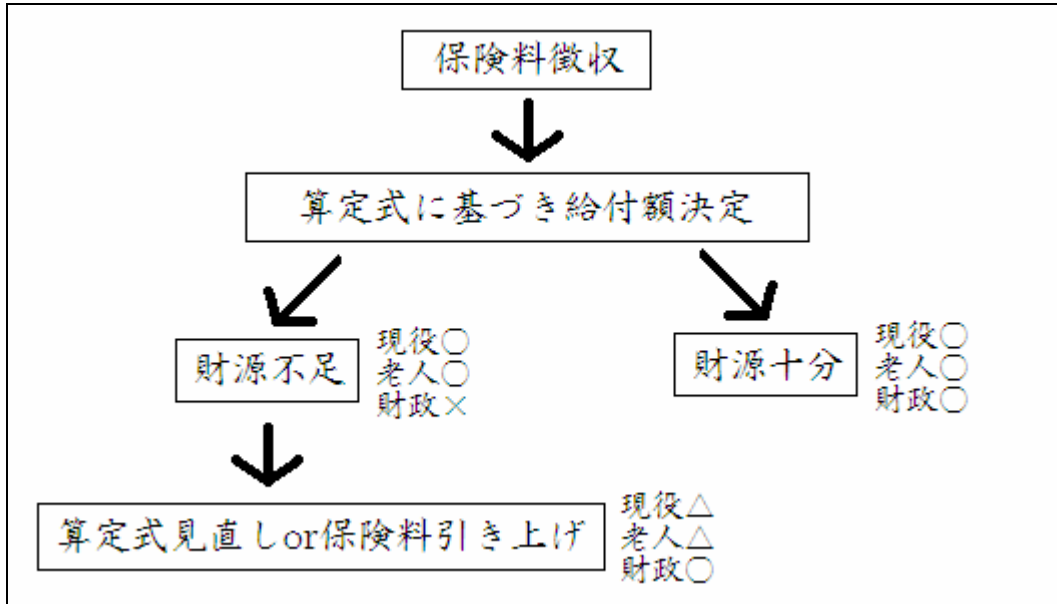 保険料徴収
算定式に基づき給付額決定
財源不足
現役○
老人○
財政×
財源十分
現役○
老人○
財政○
算定式見直しor保険料引き上げ
現役△
老人△
財政○